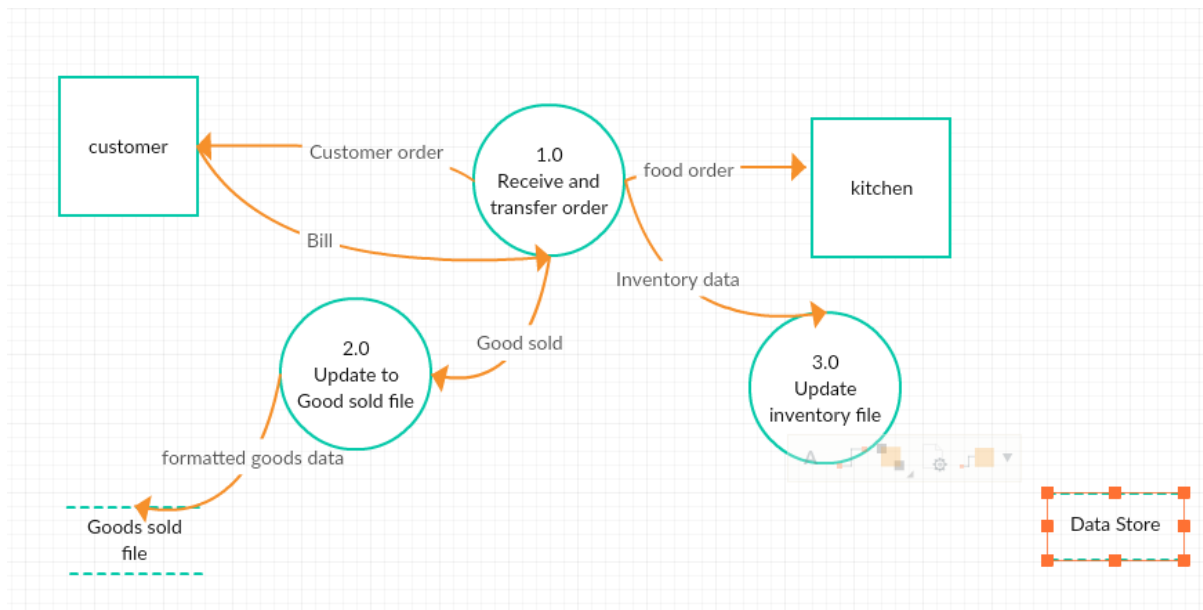 customer
Customer order
1.0
Receive and
transfer order
food order
kitchen
Bill
Inventory data
Good sold
2.0
Update to
Good sold file
3.0
Update
inventory file
A
formatted goods data
Goods sold
file
Data Store